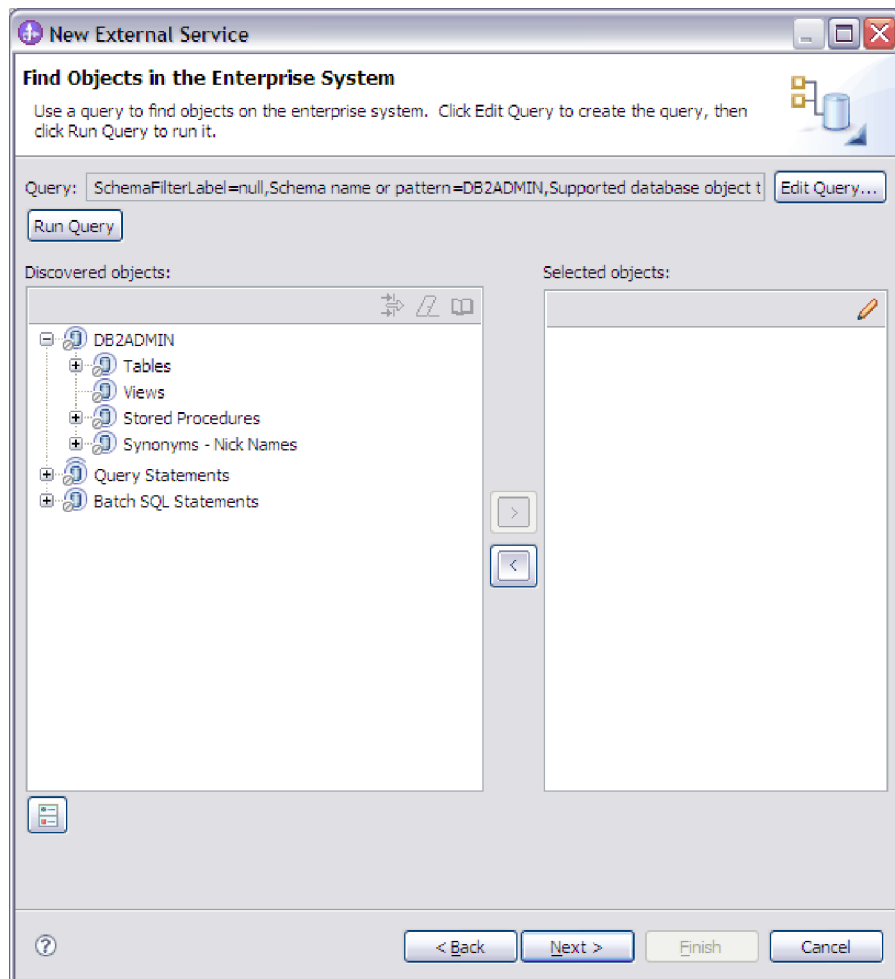 New External Service
Find Objects in the Enterprise System
Use a query to find objects on the enterprise system. Click Edit Query to create the query, then
click Run Query to run it.
Query: SchemaFilterLabel=null,Schema name or pattern=DB2ADMIN,Supported database object t Edit Query...
Run Query
Discovered objects: Selected objects:
DB2ADMIN
Tables
Views
Stored Procedures
Synonyms - Nick Names
Query Statements
Batch SQL Statements
>
<
? < Back Next > Finish Cancel